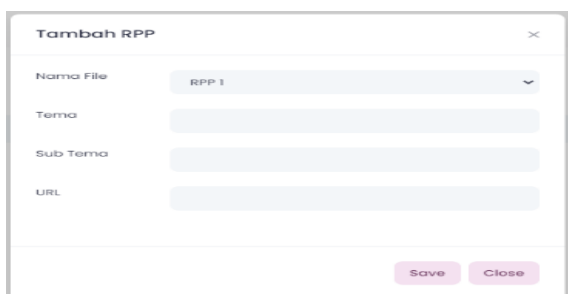 Tambah RPP ×
Nama File
RPP 1
Tema
Sub Tema
URL
Save Close